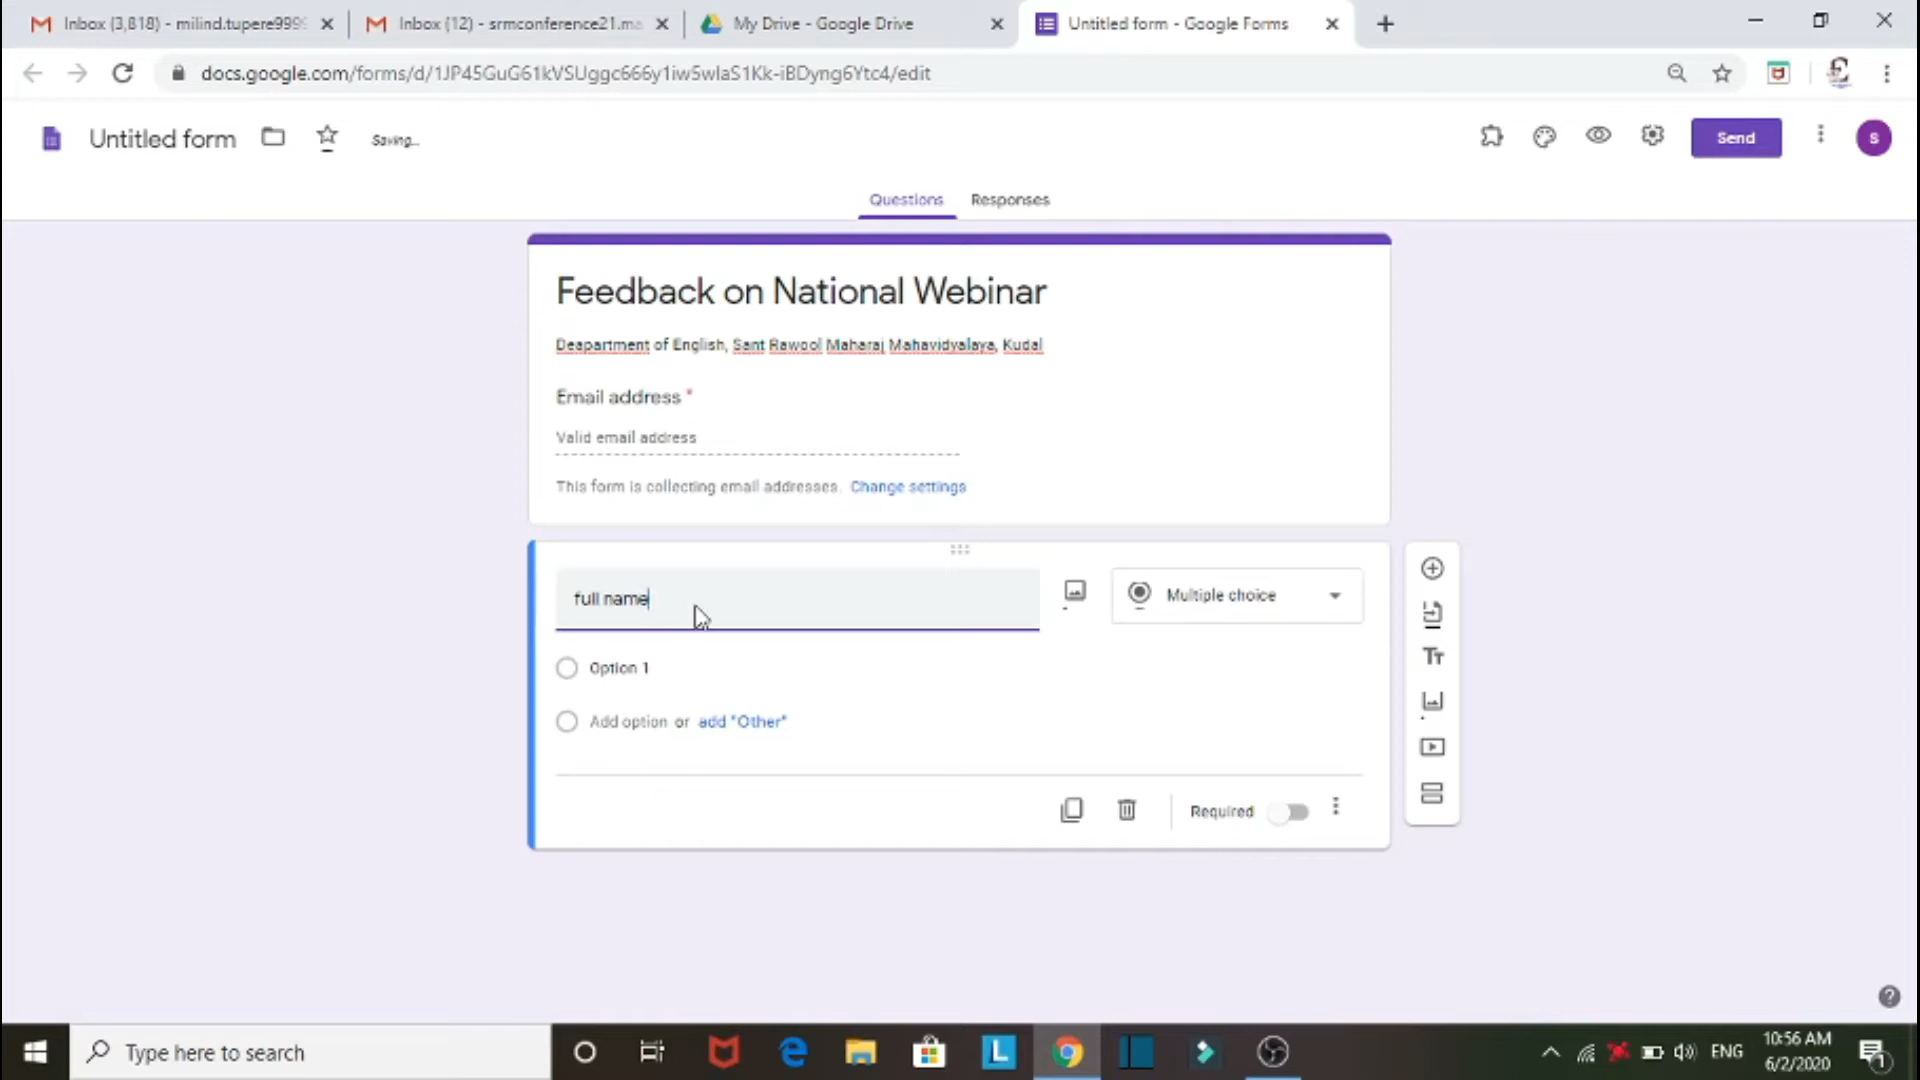 Inbox (3,818) - milind.tupere9999
Inbox (12) - srmconference21.ma
My Drive - Google Drive
Untitled form - Google Forms
docs.google.com/forms/d/1JP45GuG61kVSUggc666y1iw5wlaS1Kk-iBDyng6Ytc4/edit
Untitled form
Saving...
Send
S
Questions
Responses
Feedback on National Webinar
Deapartment of English, Sant Rawool Maharaj Mahavidyalaya, Kudal
Email address *
Valid email address
This form is collecting email addresses. Change settings
full name
Multiple choice
Option 1
Add option or add "Other"
Required
Type here to search
ENG
10:56 AM
6/2/2020
1